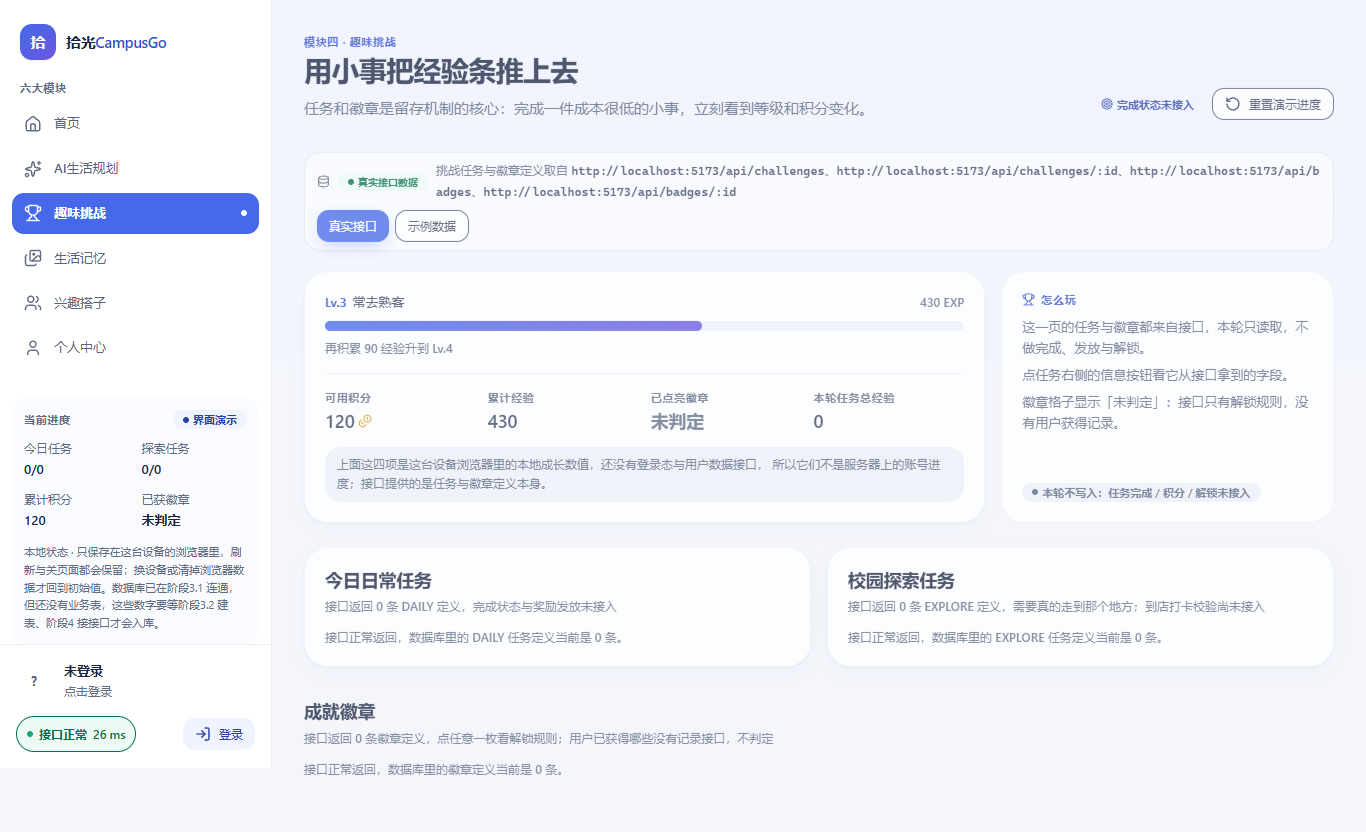 拾
拾光CampusGo
六大模块
首页
AI生活规划
趣味挑战
生活记忆
兴趣搭子
个人中心
当前进度
界面演示
今日任务
探索任务
0/0
0/0
累计积分
已获徽章
120
未判定
本地状态 · 只保存在这台设备的浏览器里，刷
新与关页面都会保留；换设备或清掉浏览器数
据才回到初始值。数据库已在阶段3.1 连通，
但还没有业务表，这些数字要等阶段3.2 建
表、阶段4 接接口才会入库。
?
未登录
点击登录
接口正常 26 ms
登录
模块四 · 趣味挑战
用小事把经验条推上去
任务和徽章是留存机制的核心：完成一件成本很低的小事，立刻看到等级和积分变化。
完成状态未接入
重置演示进度
真实接口数据
挑战任务与徽章定义取自 http://localhost:5173/api/challenges、http://localhost:5173/api/challenges/:id、http://localhost:5173/api/b
adges、http://localhost:5173/api/badges/:id
真实接口
示例数据
Lv.3 常去熟客
430 EXP
再积累 90 经验升到 Lv.4
可用积分
累计经验
已点亮徽章
本轮任务总经验
120
430
未判定
0
上面这四项是这台设备浏览器里的本地成长数值，还没有登录态与用户数据接口， 所以它们不是服务器上的账号进
度；接口提供的是任务与徽章定义本身。
怎么玩
这一页的任务与徽章都来自接口，本轮只读取，不
做完成、发放与解锁。
点任务右侧的信息按钮看它从接口拿到的字段。
徽章格子显示「未判定」：接口只有解锁规则，没
有用户获得记录。
本轮不写入：任务完成 / 积分 / 解锁未接入
今日日常任务
接口返回 0 条 DAILY 定义，完成状态与奖励发放未接入
接口正常返回，数据库里的 DAILY 任务定义当前是 0 条。
校园探索任务
接口返回 0 条 EXPLORE 定义，需要真的走到那个地方；到店打卡校验尚未接入
接口正常返回，数据库里的 EXPLORE 任务定义当前是 0 条。
成就徽章
接口返回 0 条徽章定义，点任意一枚看解锁规则；用户已获得哪些没有记录接口，不判定
接口正常返回，数据库里的徽章定义当前是 0 条。